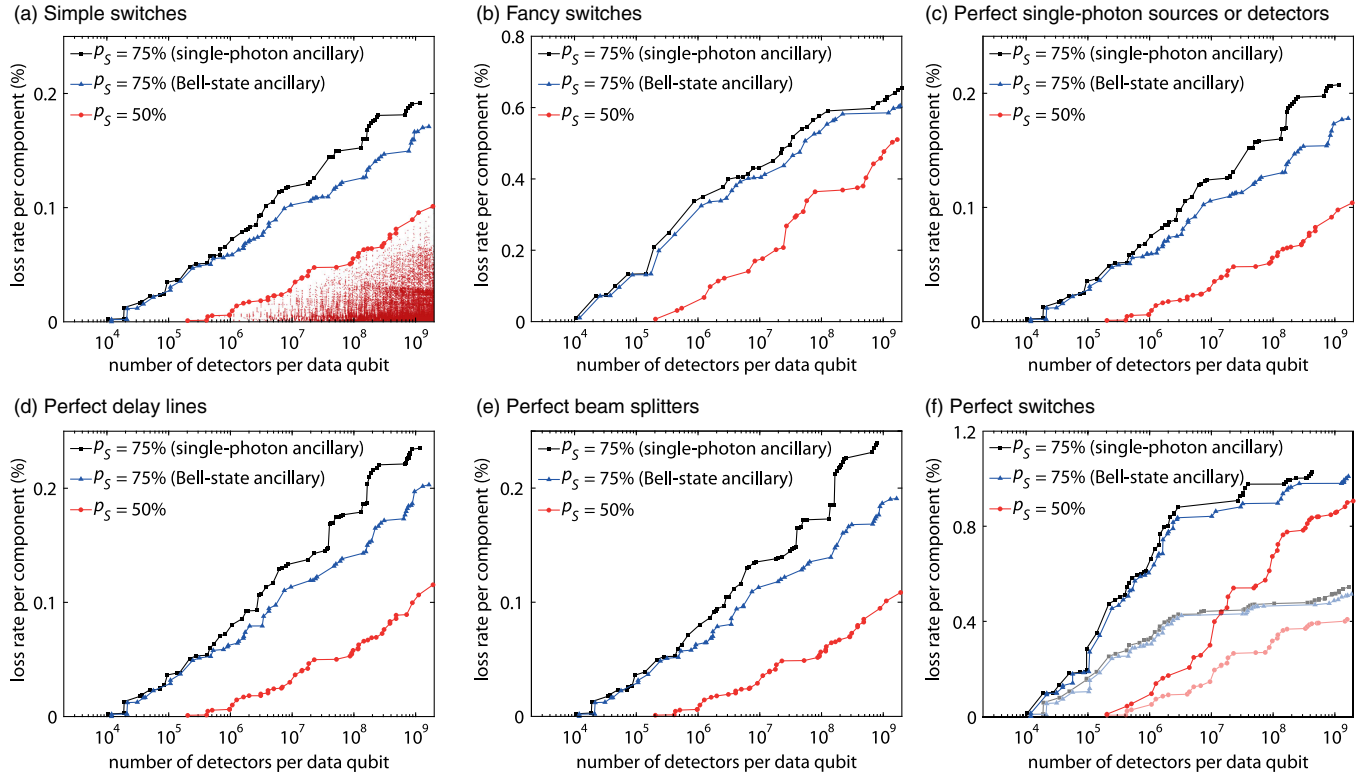 (a) Simple switches
p_S = 75% (single-photon ancillary)
p_S = 75% (Bell-state ancillary)
p_S = 50%
0.2
0.1
0
loss rate per component (%)
10^4 10^5 10^6 10^7 10^8 10^9
number of detectors per data qubit
(b) Fancy switches
p_S = 75% (single-photon ancillary)
p_S = 75% (Bell-state ancillary)
p_S = 50%
0.8
0.6
0.4
0.2
0
loss rate per component (%)
10^4 10^5 10^6 10^7 10^8 10^9
number of detectors per data qubit
(c) Perfect single-photon sources or detectors
p_S = 75% (single-photon ancillary)
p_S = 75% (Bell-state ancillary)
p_S = 50%
0.2
0.1
0
loss rate per component (%)
10^4 10^5 10^6 10^7 10^8 10^9
number of detectors per data qubit
(d) Perfect delay lines
p_S = 75% (single-photon ancillary)
p_S = 75% (Bell-state ancillary)
p_S = 50%
0.2
0.1
0
loss rate per component (%)
10^4 10^5 10^6 10^7 10^8 10^9
number of detectors per data qubit
(e) Perfect beam splitters
p_S = 75% (single-photon ancillary)
p_S = 75% (Bell-state ancillary)
p_S = 50%
0.2
0.1
0
loss rate per component (%)
10^4 10^5 10^6 10^7 10^8 10^9
number of detectors per data qubit
(f) Perfect switches
p_S = 75% (single-photon ancillary)
p_S = 75% (Bell-state ancillary)
p_S = 50%
1.2
0.8
0.4
0
loss rate per component (%)
10^4 10^5 10^6 10^7 10^8 10^9
number of detectors per data qubit